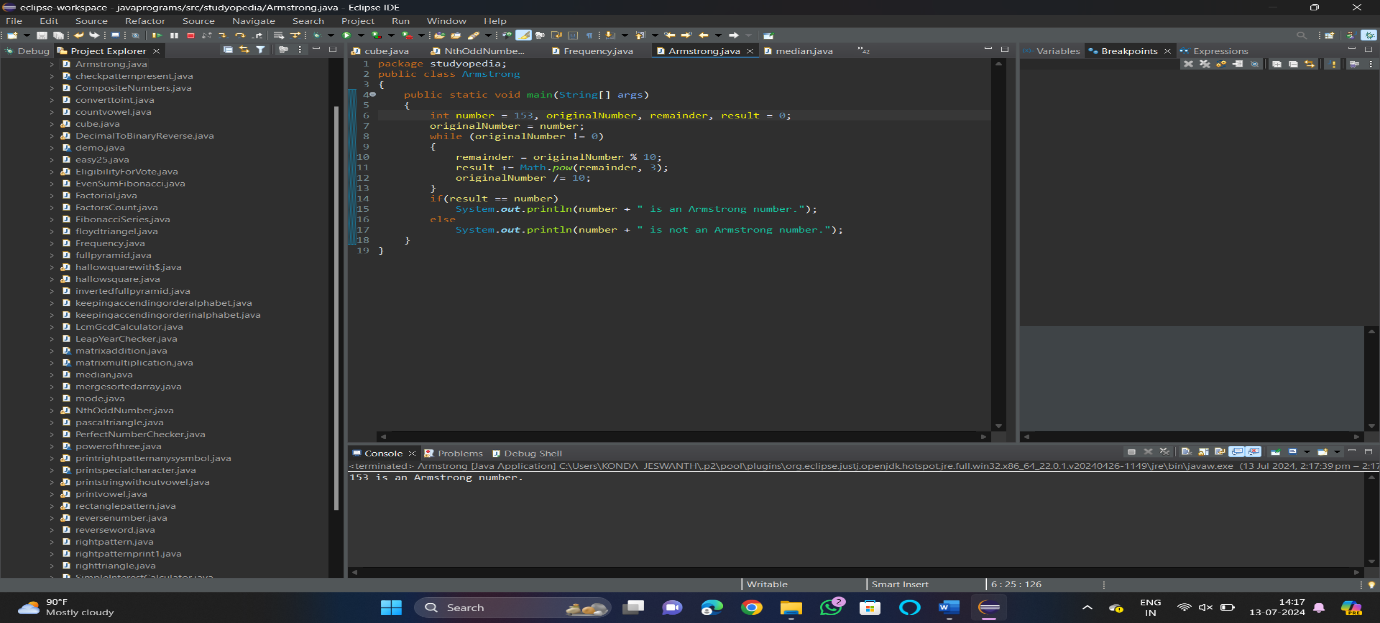 eclipse-workspace - javaprograms/src/studyopedia/Armstrong.java - Eclipse IDE
File Edit Source Refactor Source Navigate Search Project Run Window Help
Debug Project Explorer
Armstrong.java
checkpatternpresent.java
CompositeNumbers.java
converttoint.java
countvowel.java
cube.java
DecimalToBinaryReverse.java
demo.java
easy25.java
EligibilityForVote.java
EvenSumFibonacci.java
Factorial.java
FactorsCount.java
FibonacciSeries.java
floydtriangel.java
Frequency.java
fullpyramid.java
hallowquarewith$.java
hallowsquare.java
invertedfullpyramid.java
keepingaccendingorderalphabet.java
keepingaccendingorderinalphabet.java
LcmGcdCalculator.java
LeapYearChecker.java
matrixaddition.java
matrixmultiplication.java
median.java
mergesortedarray.java
mode.java
NthOddNumber.java
pascaltriangle.java
PerfectNumberChecker.java
powerofthree.java
printrightpatternanysysmbol.java
printspecialcharacter.java
printstringwithoutvowel.java
printvowel.java
rectanglepattern.java
reversenumber.java
reverseword.java
rightpattern.java
rightpatternprint1.java
righttriangle.java
SimpleInterestCalculator.java
cube.java NthOddNumbe... Frequency.java Armstrong.java median.java "42
1 package studyopedia;
2 public class Armstrong
3 {
4 public static void main(String[] args)
5 {
6 int number = 153, originalNumber, remainder, result = 0;
7 originalNumber = number;
8 while (originalNumber != 0)
9 {
10 remainder = originalNumber % 10;
11 result += Math.pow(remainder, 3);
12 originalNumber /= 10;
13 }
14 if(result == number)
15 System.out.println(number + " is an Armstrong number.");
16 else
17 System.out.println(number + " is not an Armstrong number.");
18 }
19 }
Variables Breakpoints Expressions
Console Problems Debug Shell
<terminated> Armstrong [Java Application] C:\Users\KONDA JESWANTH\.p2\pool\plugins\org.eclipse.justj.openjdk.hotspot.jre.full.win32.x86_64_22.0.1.v20240426-1149\jre\bin\javaw.exe (13 Jul 2024, 2:17:39 pm – 2:17
153 is an Armstrong number.
Writable Smart Insert 6 : 25 : 126
90°F
Mostly cloudy
Search
2
ENG
IN
14:17
13-07-2024
PRE